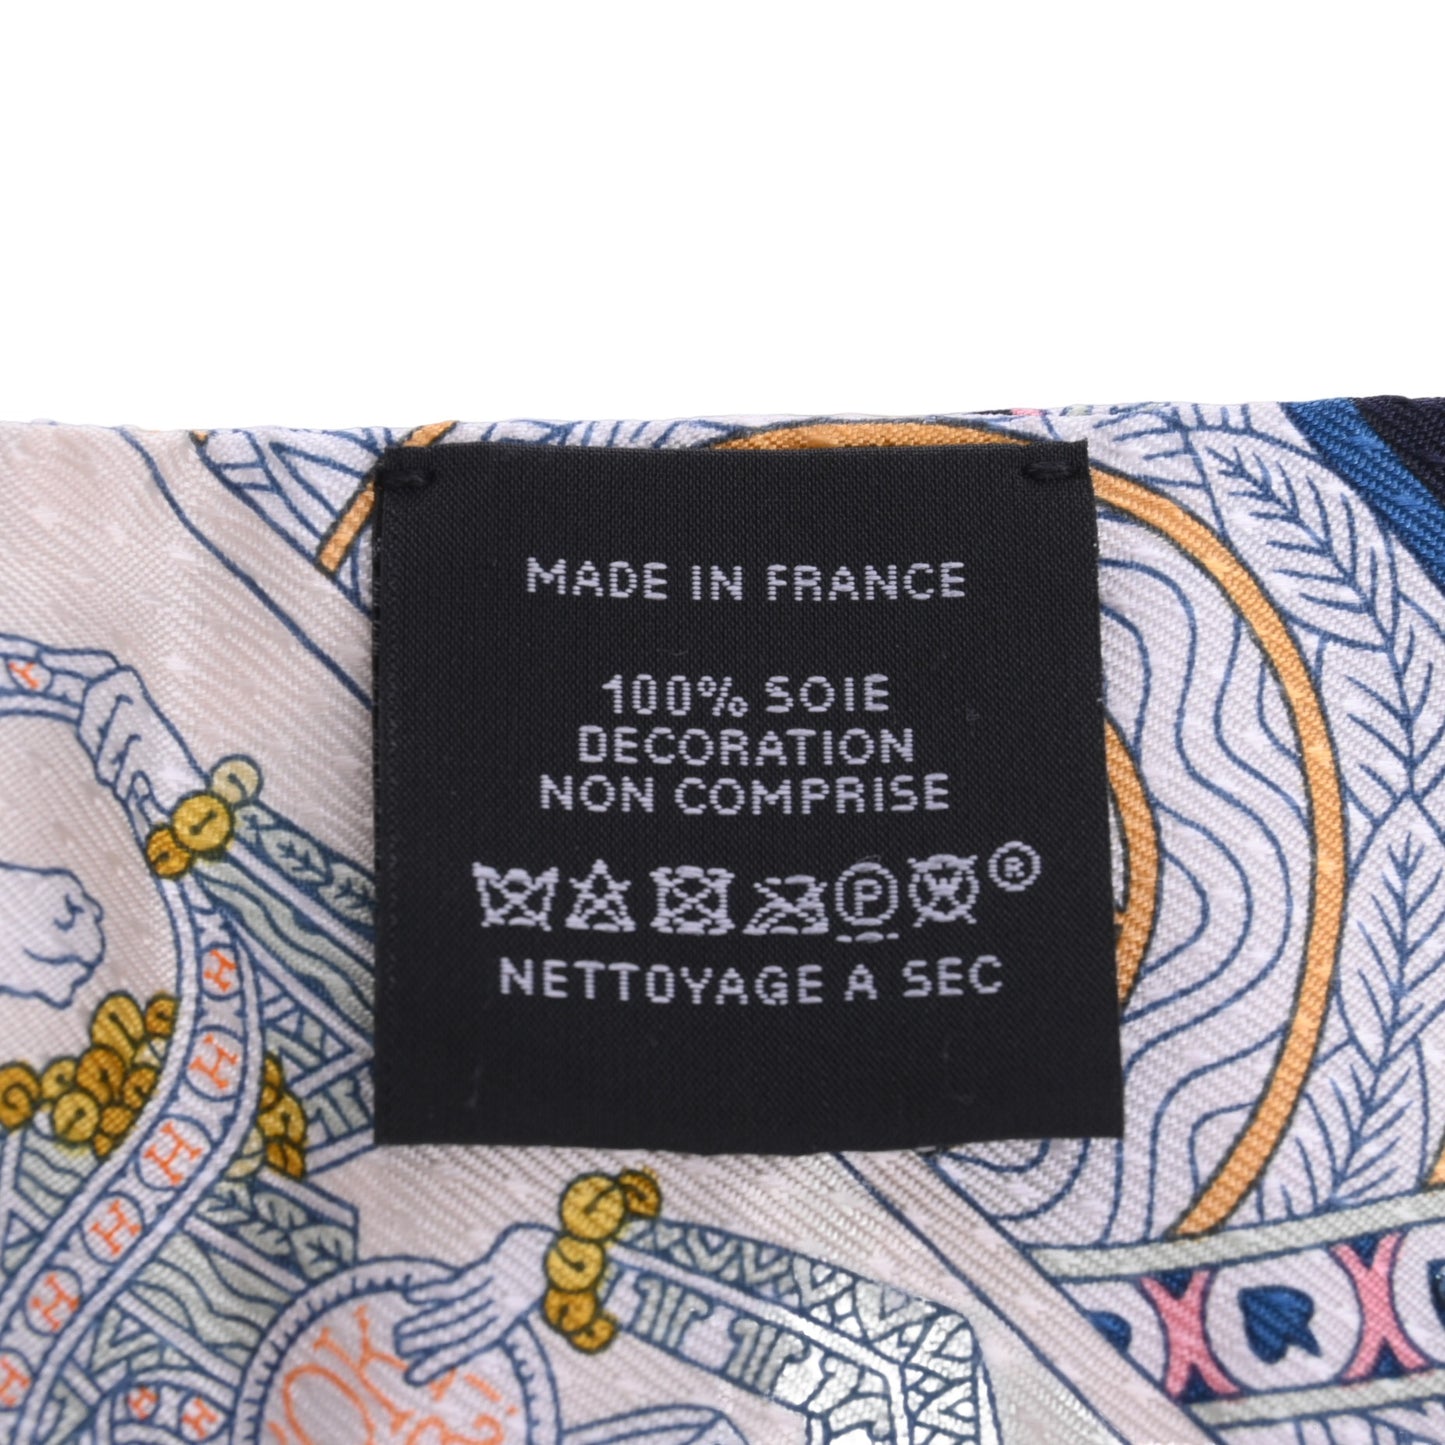 MADE IN FRANCE
100% SOIE
DECORATION
NON COMPRISE
P W ®
NETTOYAGE A SEC
H
H
H
H
H
H
H
H